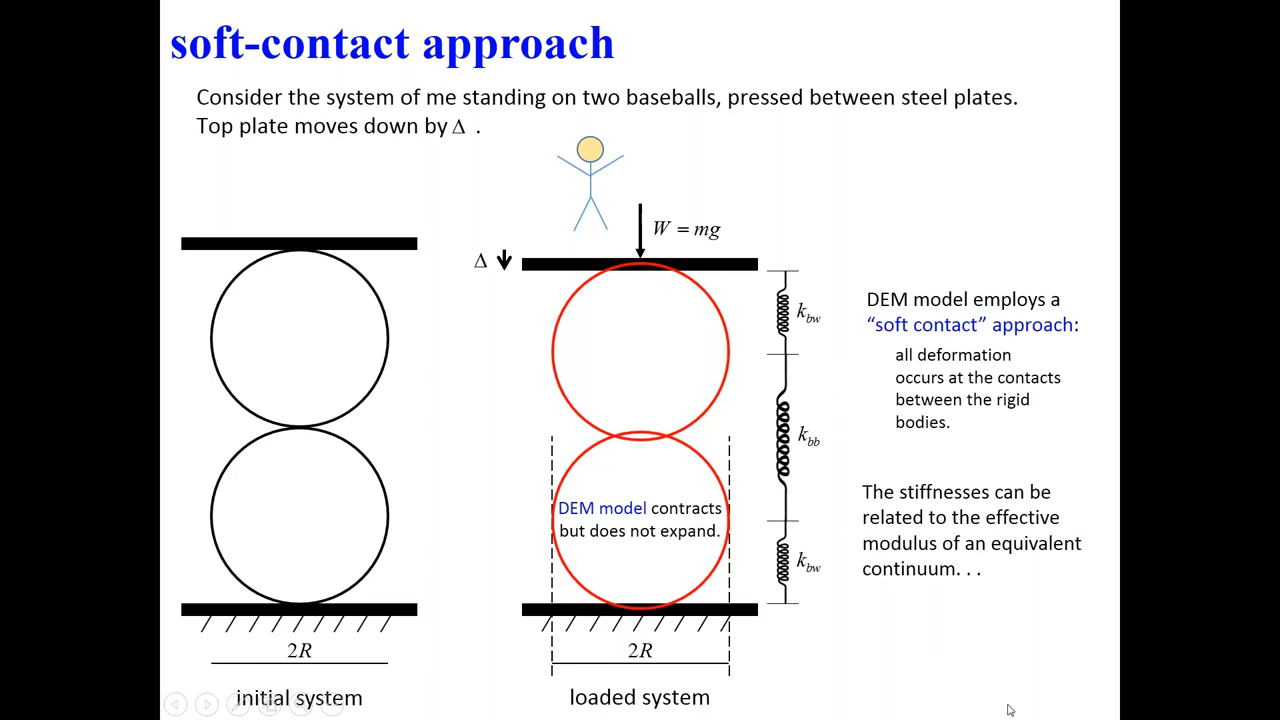 soft-contact approach
Consider the system of me standing on two baseballs, pressed between steel plates.
Top plate moves down by Δ .
W = mg
Δ
k_bw
k_bb
k_bw
DEM model employs a
“soft contact” approach:
all deformation
occurs at the contacts
between the rigid
bodies.
The stiffnesses can be
related to the effective
modulus of an equivalent
continuum. . .
DEM model contracts
but does not expand.
2R
2R
initial system
loaded system